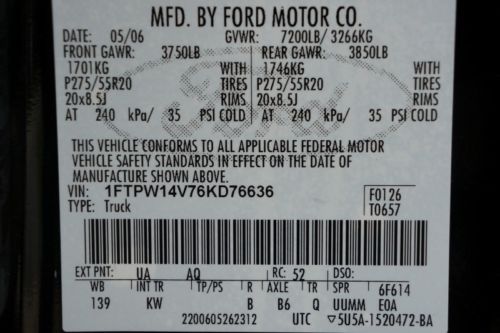 MFD. BY FORD MOTOR CO.
DATE: 05/06 GVWR: 7200LB/ 3266KG
FRONT GAWR: 3750LB REAR GAWR: 3850LB
1701KG WITH 1746KG WITH
P275/55R20 TIRES P275/55R20 TIRES
20x8.5J RIMS 20x8.5J RIMS
AT 240 kPa/ 35 PSI COLD AT 240 kPa/ 35 PSI COLD
Ford
THIS VEHICLE CONFORMS TO ALL APPLICABLE FEDERAL MOTOR
VEHICLE SAFETY STANDARDS IN EFFECT ON THE DATE OF
MANUFACTURE SHOWN ABOVE.
VIN: 1FTPW14V76KD76636 F0126
TYPE: Truck T0657
EXT PNT: UA AQ RC: 52 DSO:
WB INT TR TP/PS R AXLE TR SPR 6F614
139 KW B B6 Q UUMM E0A
2200605262312 UTC ▽5U5A-1520472-BA